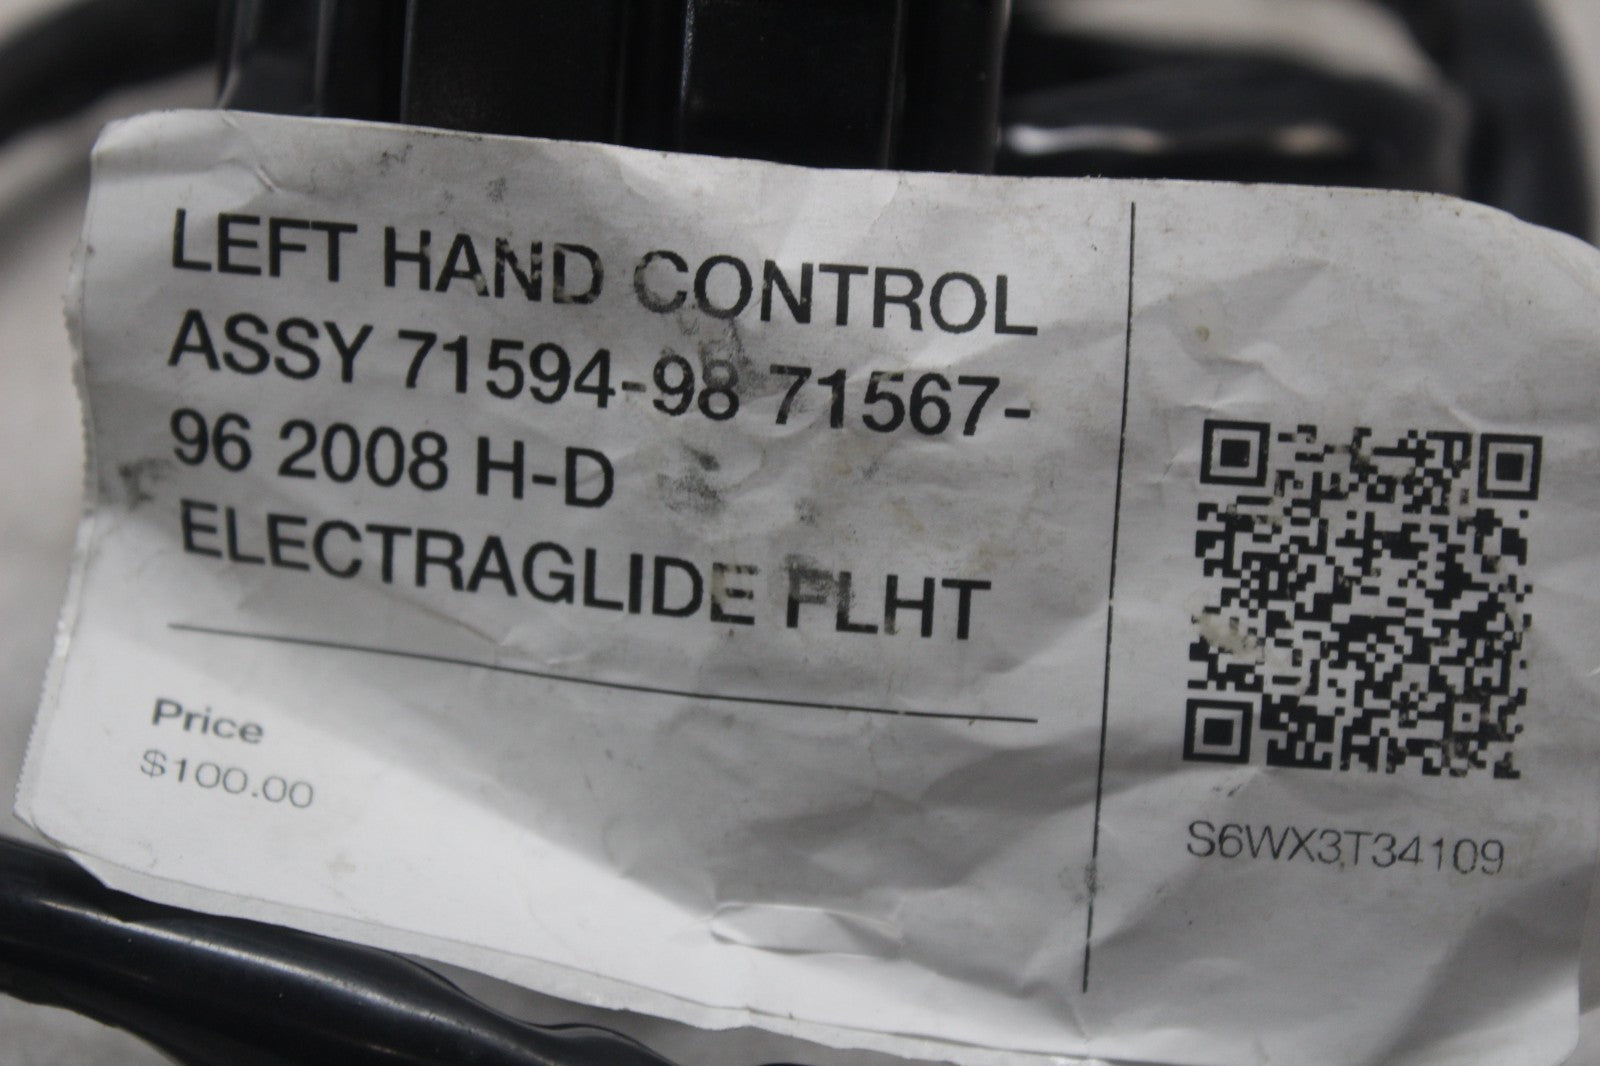 LEFT HAND CONTROL
ASSY 71594-98 71567-
96 2008 H-D
ELECTRAGLIDE FLHT
Price
$100.00
S6WX3T34109